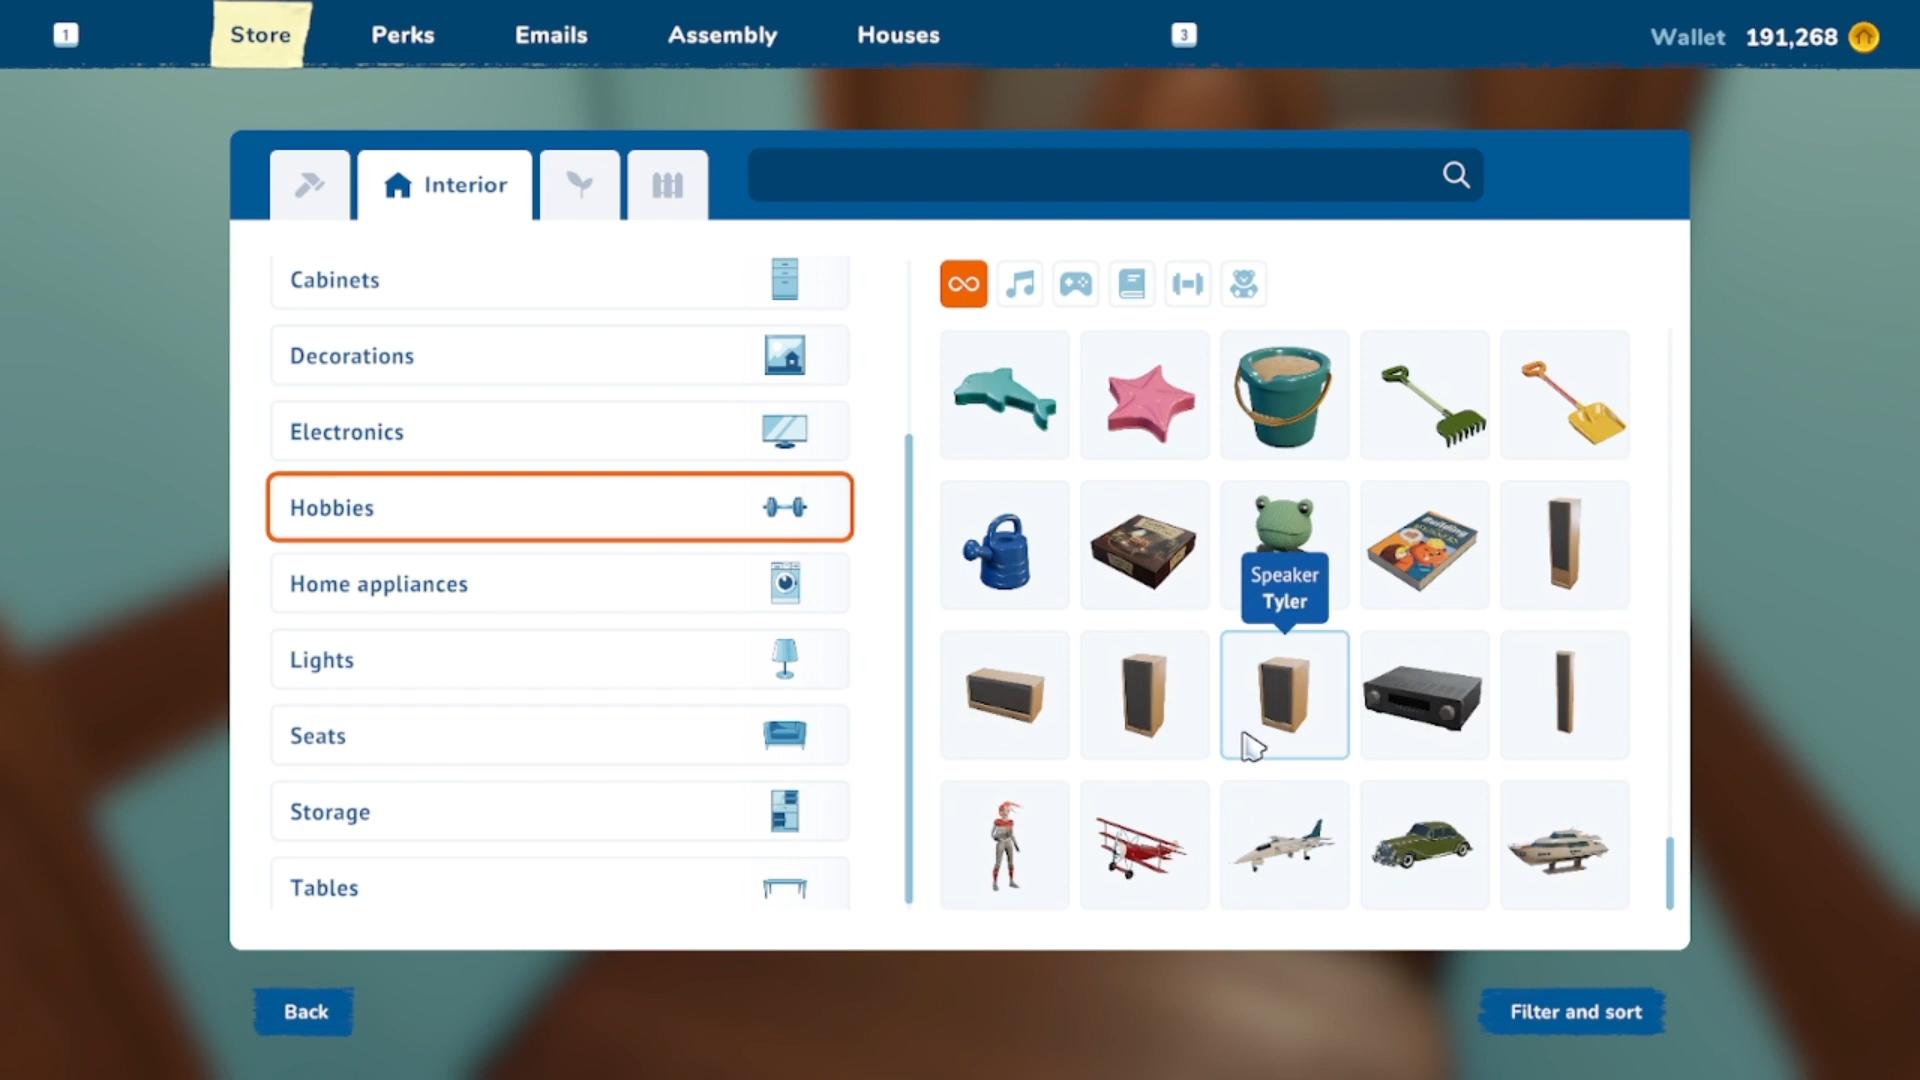 1
Store
Perks
Emails
Assembly
Houses
3
Wallet 191,268
Interior
Cabinets
Decorations
Electronics
Hobbies
Home appliances
Lights
Seats
Storage
Tables
Building
Speaker
Tyler
Back
Filter and sort